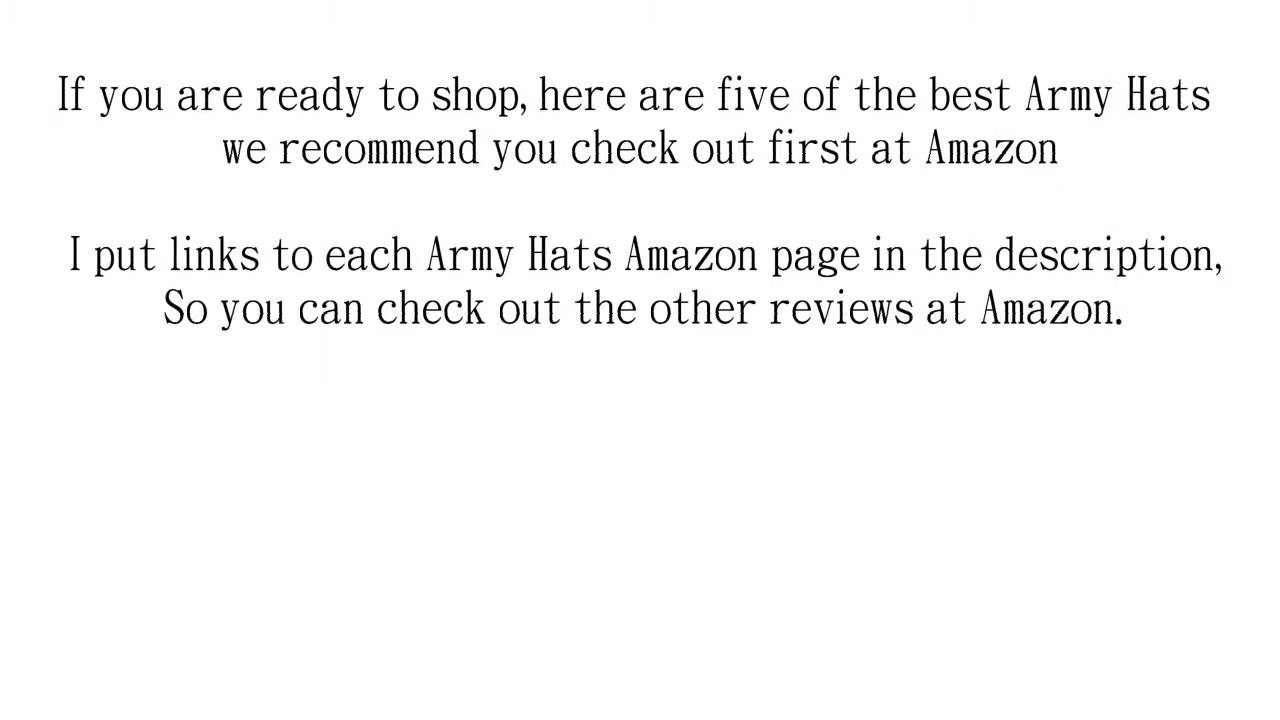 If you are ready to shop, here are five of the best Army Hats
we recommend you check out first at Amazon
I put links to each Army Hats Amazon page in the description,
So you can check out the other reviews at Amazon.